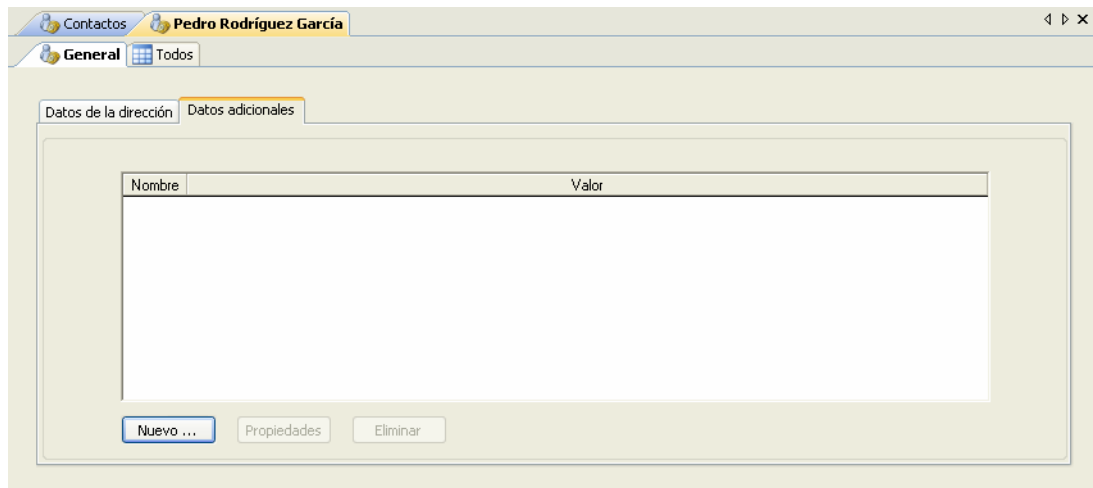 Contactos Pedro Rodríguez García
General Todos
Datos de la dirección Datos adicionales
Nombre Valor
Nuevo ... Propiedades Eliminar